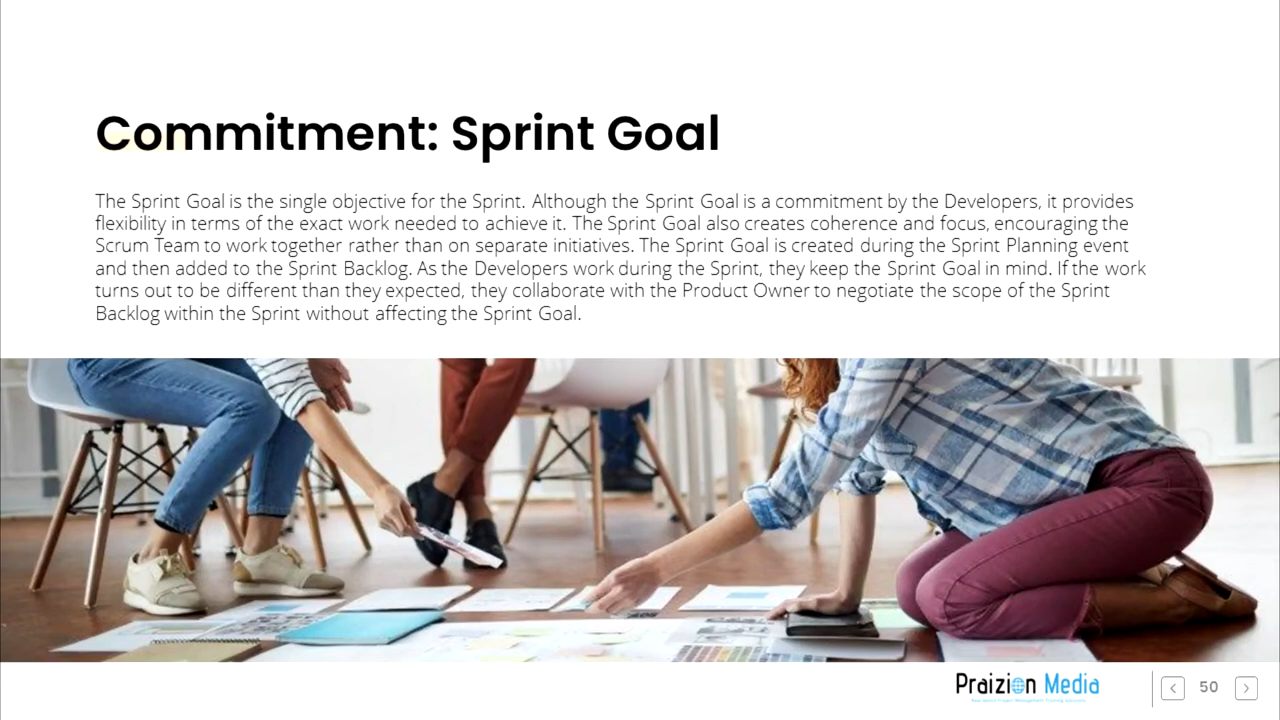 Commitment: Sprint Goal
The Sprint Goal is the single objective for the Sprint. Although the Sprint Goal is a commitment by the Developers, it provides
flexibility in terms of the exact work needed to achieve it. The Sprint Goal also creates coherence and focus, encouraging the
Scrum Team to work together rather than on separate initiatives. The Sprint Goal is created during the Sprint Planning event
and then added to the Sprint Backlog. As the Developers work during the Sprint, they keep the Sprint Goal in mind. If the work
turns out to be different than they expected, they collaborate with the Product Owner to negotiate the scope of the Sprint
Backlog within the Sprint without affecting the Sprint Goal.
Praizion Media
50